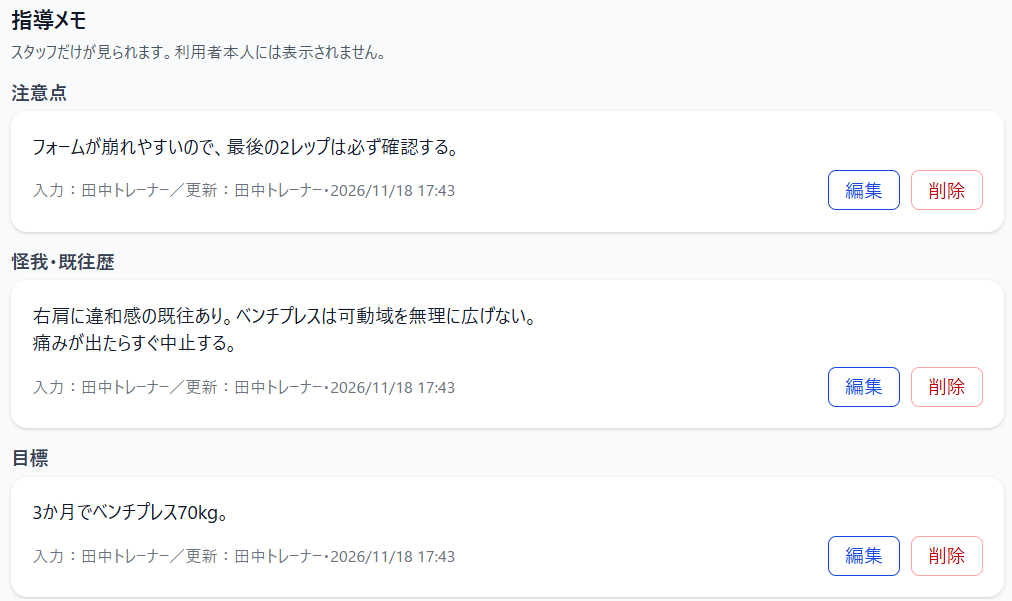 指導メモ
スタッフだけが見られます。利用者本人には表示されません。
注意点
フォームが崩れやすいので、最後の2レップは必ず確認する。
入力：田中トレーナー／更新：田中トレーナー・2026/11/18 17:43
編集
削除
怪我・既往歴
右肩に違和感の既往あり。ベンチプレスは可動域を無理に広げない。
痛みが出たらすぐ中止する。
入力：田中トレーナー／更新：田中トレーナー・2026/11/18 17:43
編集
削除
目標
3か月でベンチプレス70kg。
入力：田中トレーナー／更新：田中トレーナー・2026/11/18 17:43
編集
削除